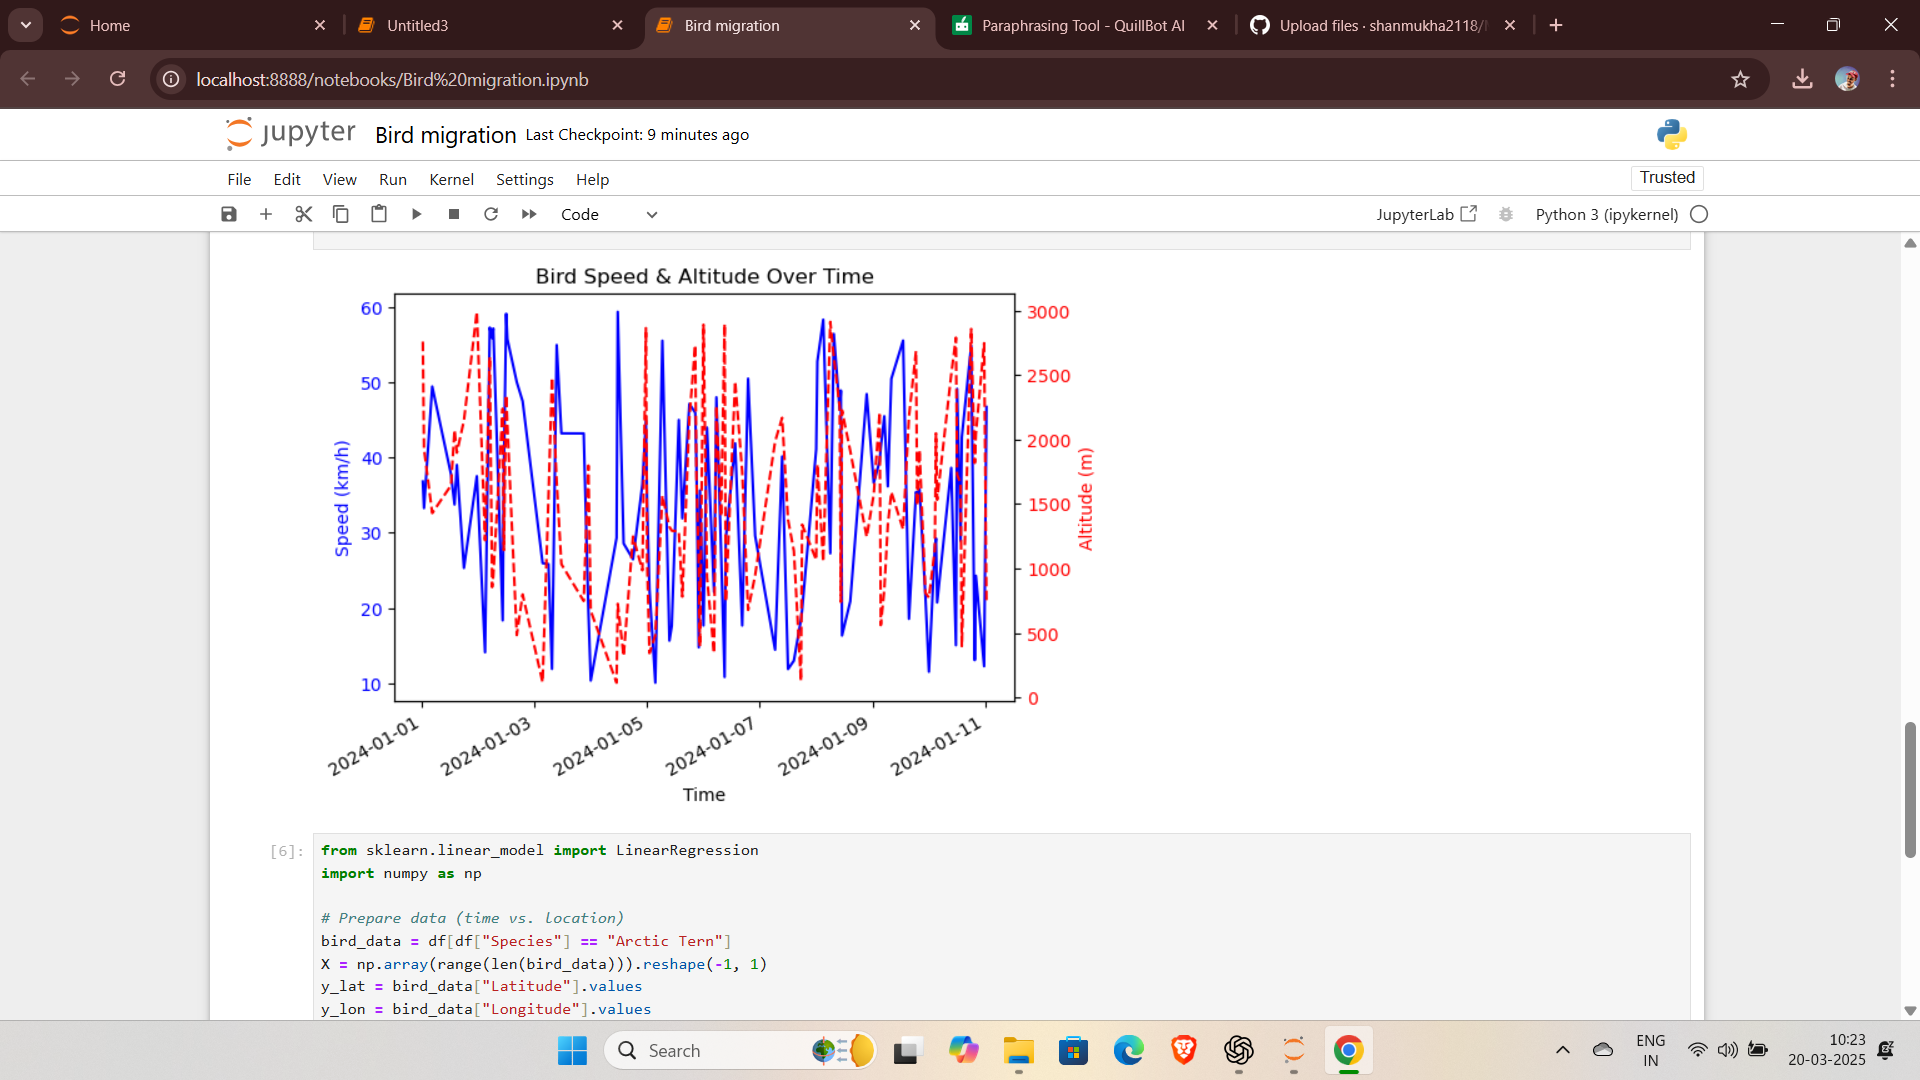 Home
Untitled3
Bird migration
Paraphrasing Tool - QuillBot AI
Upload files · shanmukha2118/
localhost:8888/notebooks/Bird%20migration.ipynb
jupyter Bird migration Last Checkpoint: 9 minutes ago
File Edit View Run Kernel Settings Help
Trusted
Code
JupyterLab
Python 3 (ipykernel)
Bird Speed & Altitude Over Time
60
50
40
30
20
10
Speed (km/h)
3000
2500
2000
1500
1000
500
0
Altitude (m)
2024-01-01
2024-01-03
2024-01-05
2024-01-07
2024-01-09
2024-01-11
Time
[6]:
from sklearn.linear_model import LinearRegression
import numpy as np
# Prepare data (time vs. location)
bird_data = df[df["Species"] == "Arctic Tern"]
X = np.array(range(len(bird_data))).reshape(-1, 1)
y_lat = bird_data["Latitude"].values
y_lon = bird_data["Longitude"].values
Search
ENG
IN
10:23
20-03-2025